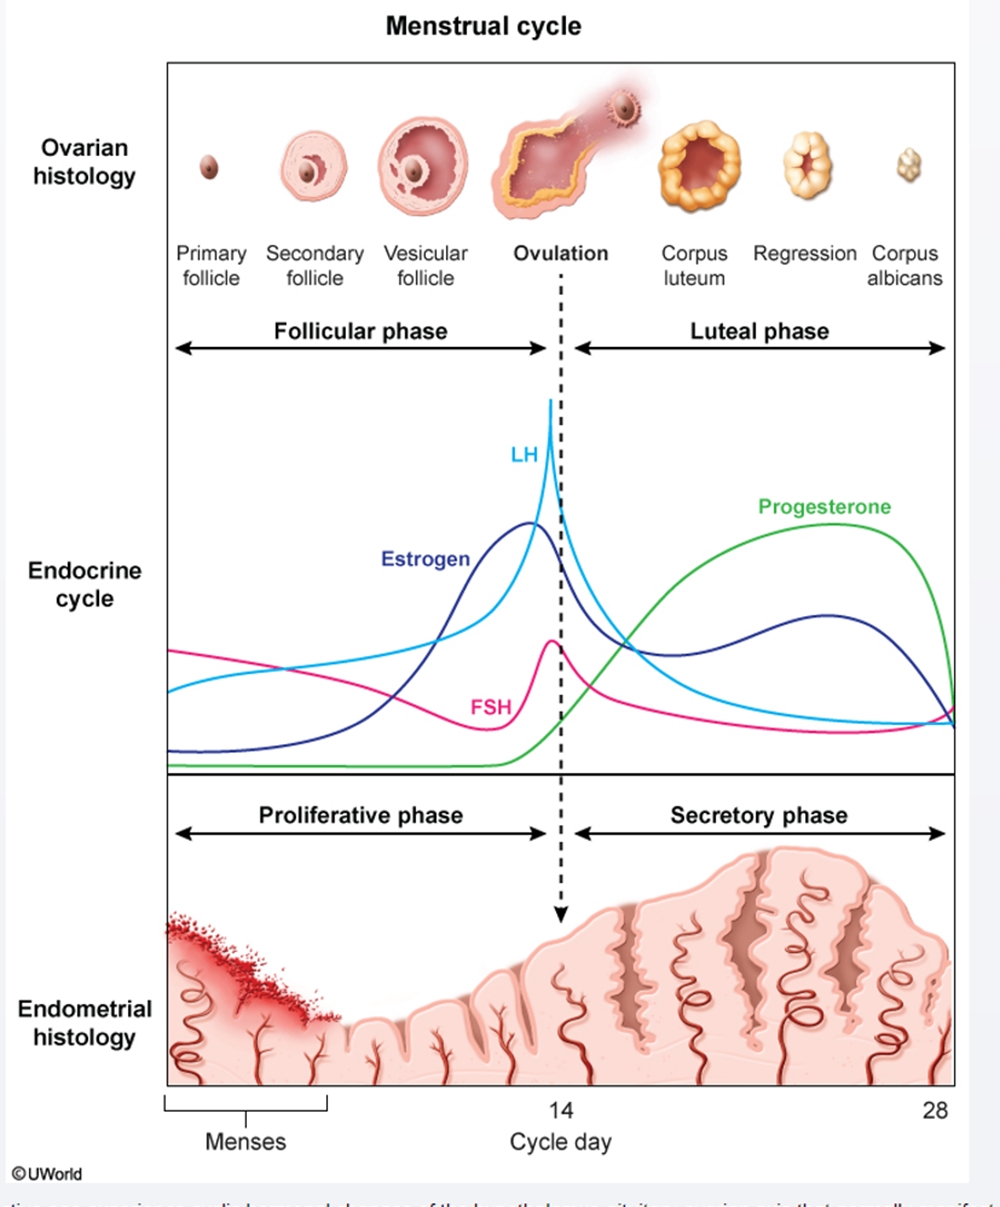 Menstrual cycle
Ovarian
histology
Primary
follicle
Secondary
follicle
Vesicular
follicle
Ovulation
Corpus
luteum
Regression
Corpus
albicans
Follicular phase
Luteal phase
LH
Progesterone
Estrogen
Endocrine
cycle
FSH
Proliferative phase
Secretory phase
Endometrial
histology
14
28
Menses
Cycle day
©UWorld